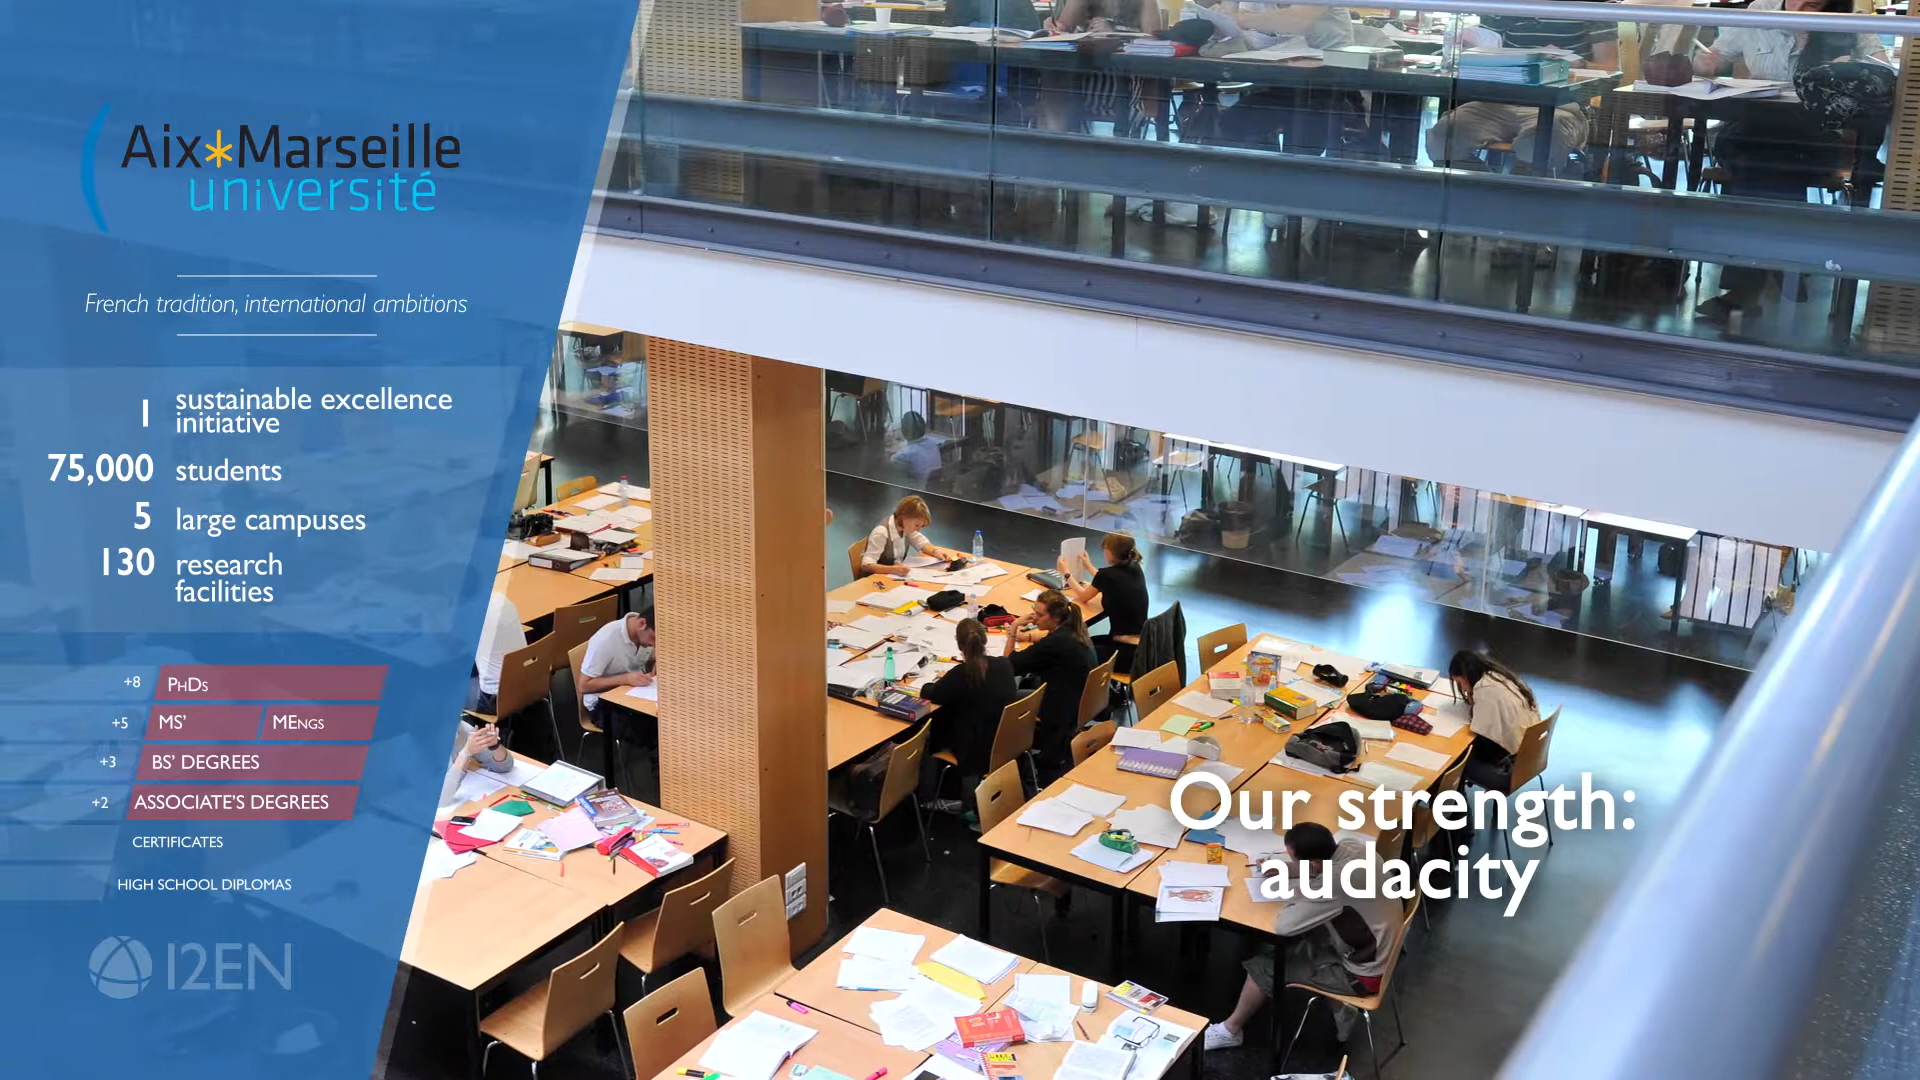 Aix*Marseille
université
French tradition, international ambitions
1 sustainable excellence
initiative
75,000 students
5 large campuses
130 research
facilities
+8 PHDS
+5 MS' MENGS
+3 BS' DEGREES
+2 ASSOCIATE'S DEGREES
CERTIFICATES
HIGH SCHOOL DIPLOMAS
I2EN
Our strength:
audacity